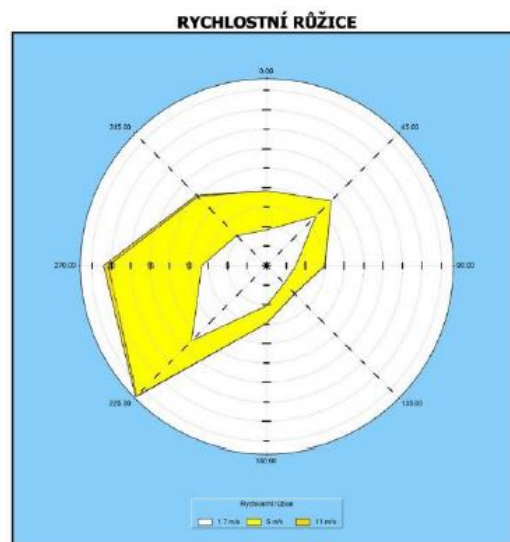 RYCHLOSTNÍ RŮŽICE
0.00
315.00
45.00
270.00
90.00
225.00
135.00
180.00
Rychlostní růžice
1.7 m/s
5 m/s
11 m/s